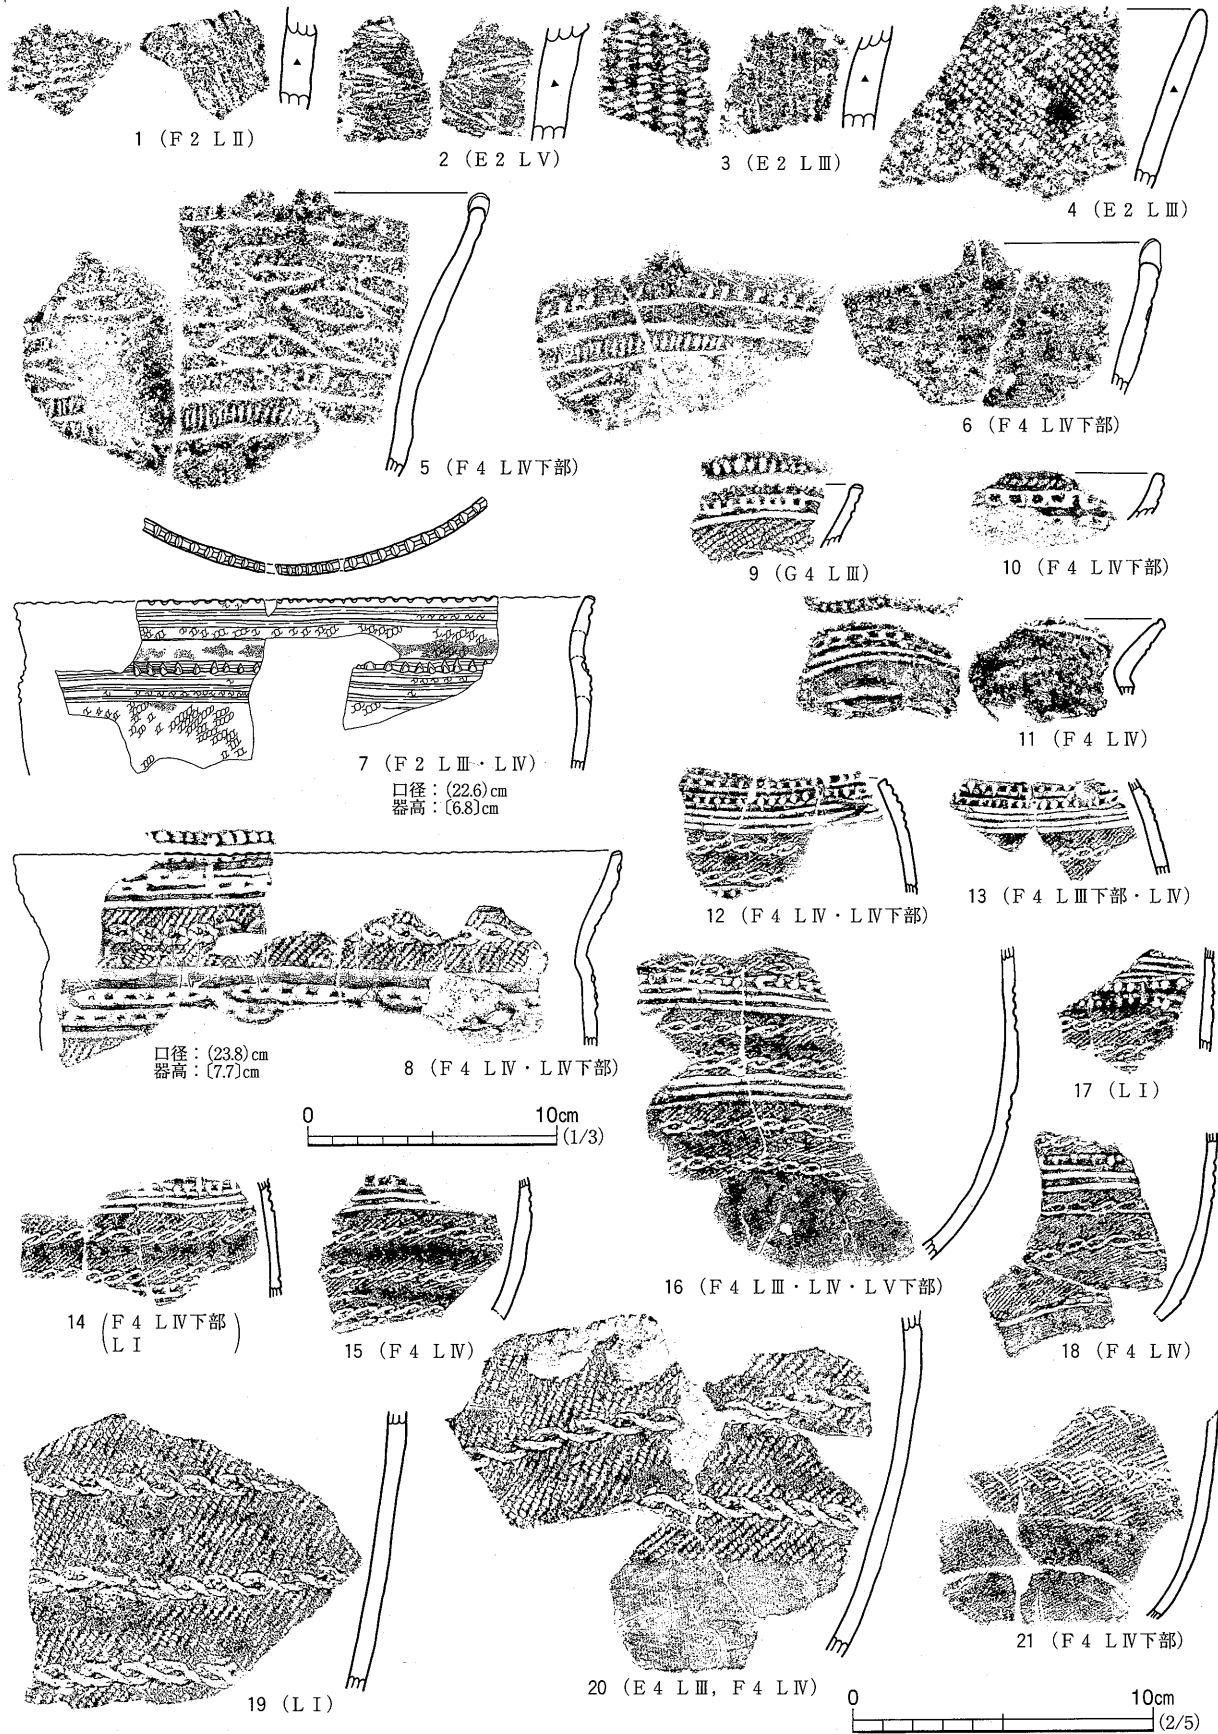 1 (F2 LⅡ)
2 (E2 LⅤ)
3 (E2 LⅢ)
4 (E2 LⅢ)
5 (F4 LⅣ下部)
6 (F4 LⅣ下部)
9 (G4 LⅢ)
10 (F4 LⅣ下部)
11 (F4 LⅣ)
7 (F2 LⅢ・LⅣ)
口径：(22.6)cm
器高：〔6.8〕cm
12 (F4 LⅣ・LⅣ下部)
13 (F4 LⅢ下部・LⅣ)
口径：(23.8)cm
器高：〔7.7〕cm
8 (F4 LⅣ・LⅣ下部)
0 10cm
(1/3)
17 (LⅠ)
16 (F4 LⅢ・LⅣ・LⅤ下部)
14 (F4 LⅣ下部
LⅠ)
15 (F4 LⅣ)
18 (F4 LⅣ)
19 (LⅠ)
20 (E4 LⅢ, F4 LⅣ)
21 (F4 LⅣ下部)
0 10cm
(2/5)